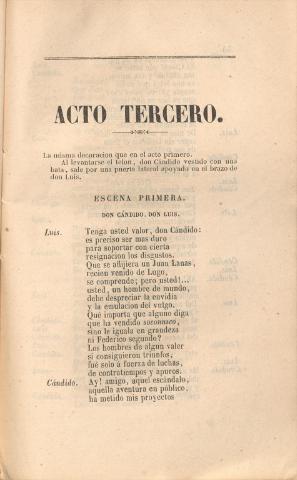 ACTO TERCERO.
La misma decoracion que en el acto primero.
Al levantarse el telon, don Cándido vestido con una
bata, sale por una puerta lateral apoyado en el brazo de
don Luis.
ESCENA PRIMERA.
DON CÁNDIDO. DON LUIS.
Luis. Tenga usted valor, don Cándido:
es preciso ser mas duro
para soportar con cierta
resignacion los disgustos.
Que se aflijiera un Juan Lanas,
recien venido de Lugo,
se comprende; pero usted!...
usted, un hombre de mundo,
debe despreciar la envidia
y la emulacion del vulgo.
Qué importa que alguno diga
que ha vendido soconusco,
sino le iguala en grandeza
ni Federico segundo?
Los hombres de algun valer
si consiguieron triunfos,
fué solo á fuerza de luchas,
de contratiempos y apuros.
Cándido. Ay! amigo, aquel escándalo,
aquella aventura en público,
ha metido mis proyectos